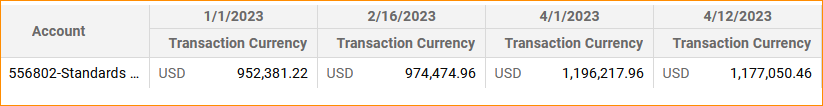 Account 1/1/2023 2/16/2023 4/1/2023 4/12/2023
Transaction Currency Transaction Currency Transaction Currency Transaction Currency
556802-Standards ... USD 952,381.22 USD 974,474.96 USD 1,196,217.96 USD 1,177,050.46